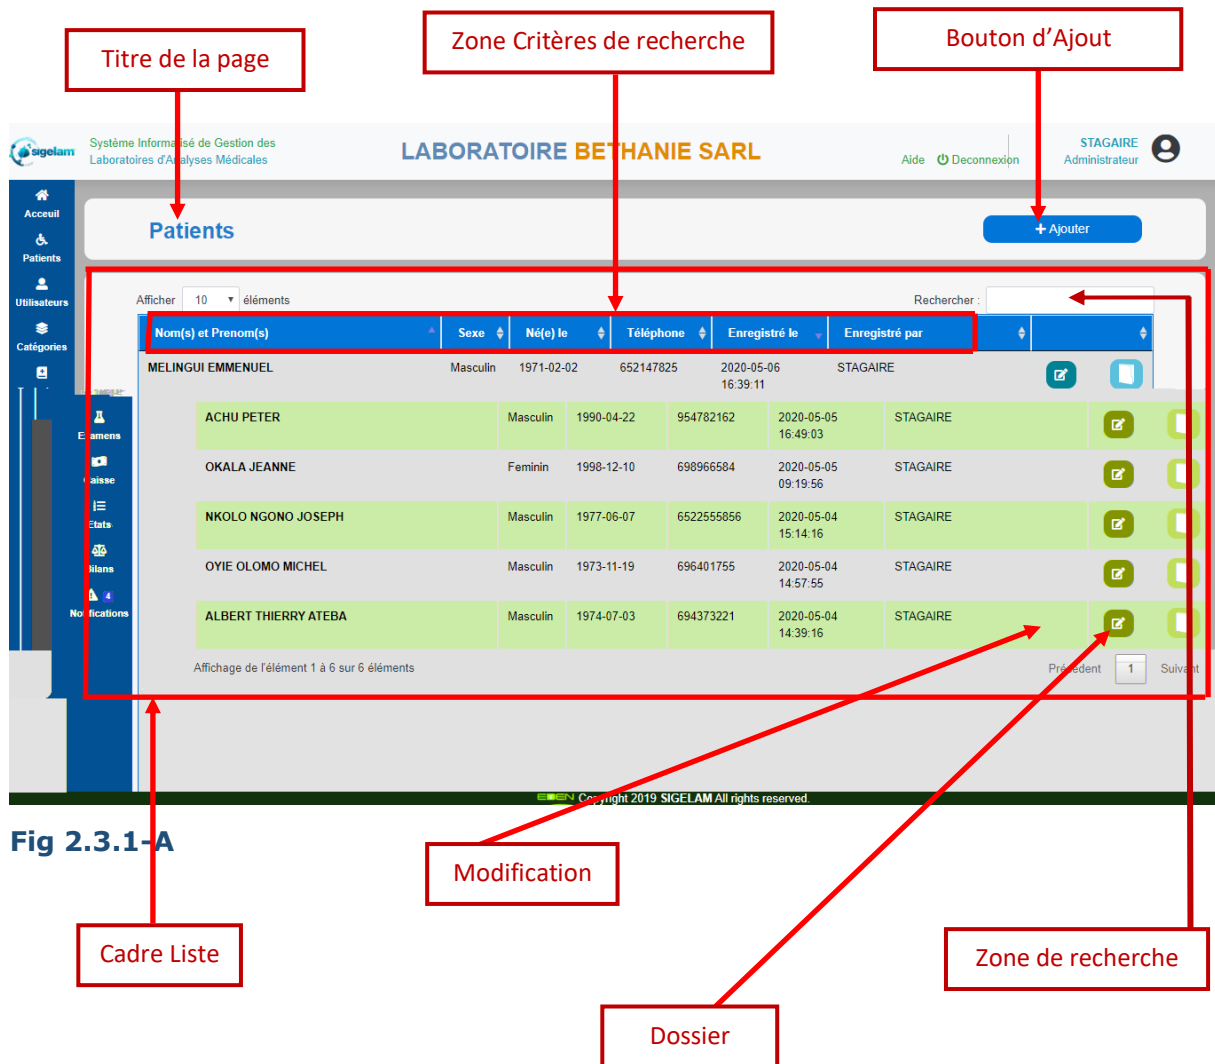 Titre de la page
Zone Critères de recherche
Bouton d'Ajout
sigelam
Système Informatisé de Gestion des
Laboratoires d'Analyses Médicales
LABORATOIRE BETHANIE SARL
Aide Deconnexion
STAGAIRE
Administrateur
Acceuil
Patients
Utilisateurs
Catégories
Examens
Caisse
Etats
Bilans
4
Notifications
Patients
+ Ajouter
Afficher 10 éléments
Rechercher :
Nom(s) et Prenom(s) Sexe Né(e) le Téléphone Enregistré le Enregistré par
MELINGUI EMMENUEL Masculin 1971-02-02 652147825 2020-05-06 16:39:11 STAGAIRE
ACHU PETER Masculin 1990-04-22 954782162 2020-05-05 16:49:03 STAGAIRE
OKALA JEANNE Feminin 1998-12-10 698966584 2020-05-05 09:19:56 STAGAIRE
NKOLO NGONO JOSEPH Masculin 1977-06-07 6522555856 2020-05-04 15:14:16 STAGAIRE
OYIE OLOMO MICHEL Masculin 1973-11-19 696401755 2020-05-04 14:57:55 STAGAIRE
ALBERT THIERRY ATEBA Masculin 1974-07-03 694373221 2020-05-04 14:39:16 STAGAIRE
Affichage de l'élément 1 à 6 sur 6 éléments
Précédent 1 Suivant
EDEN Copyright 2019 SIGELAM All rights reserved.
Fig 2.3.1-A
Modification
Cadre Liste
Zone de recherche
Dossier